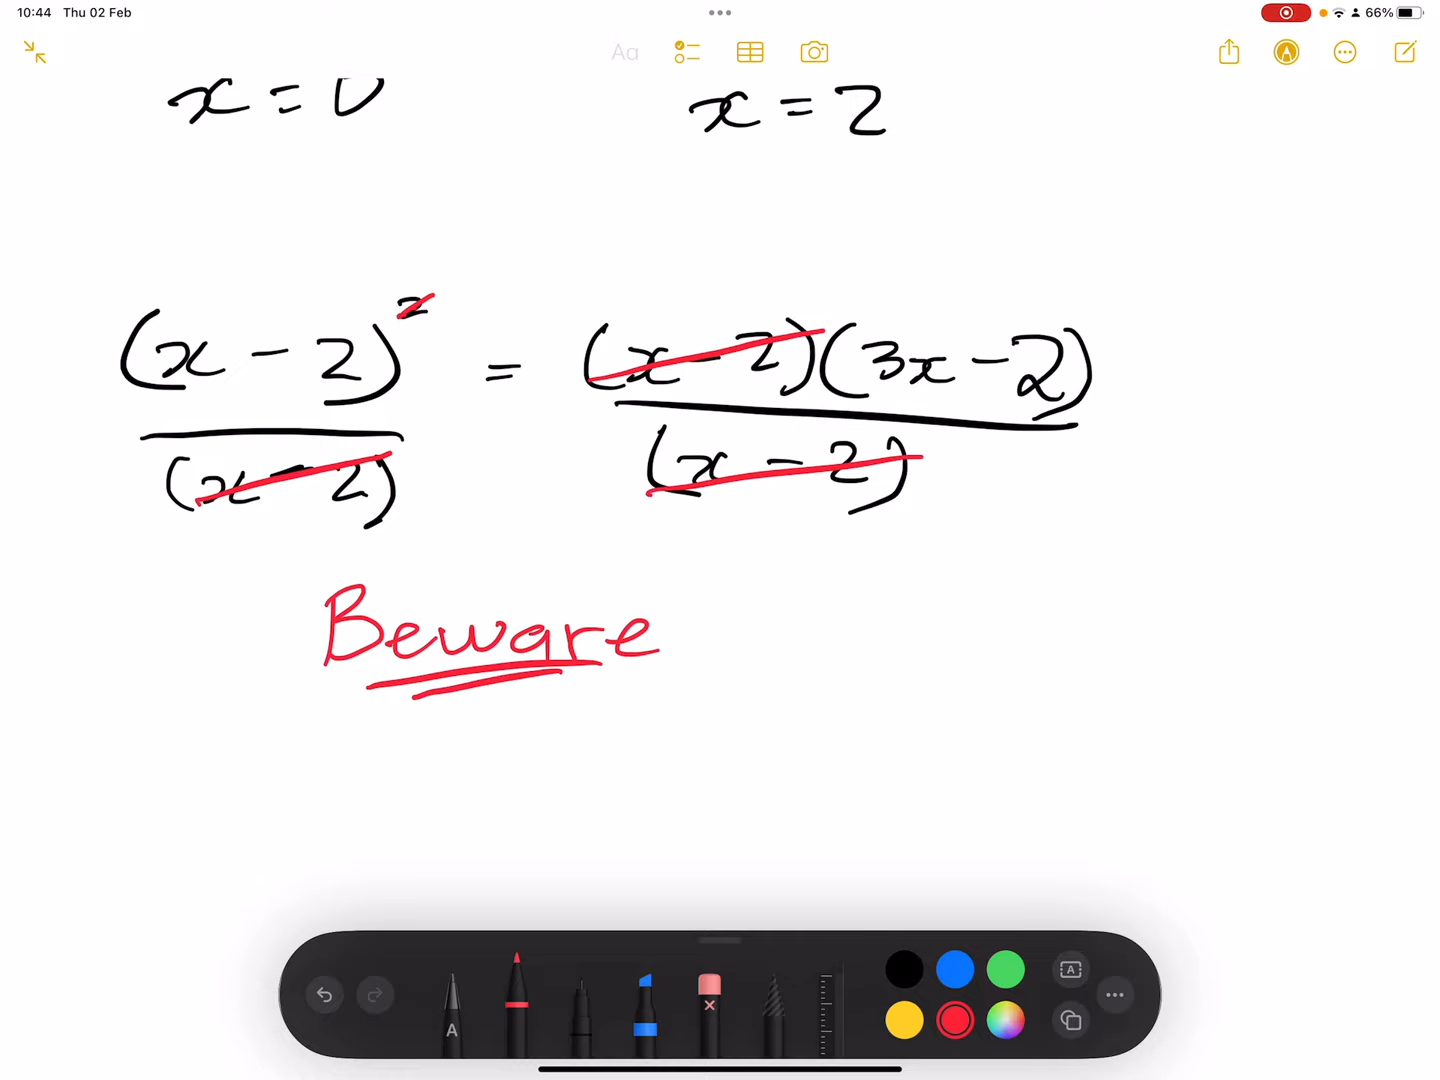 10:44 Thu 02 Feb 66%
Aa
x = 0 x = 2
(x - 2)² = (x - 2)(3x - 2)
(x - 2) (x - 2)
Beware
A
A